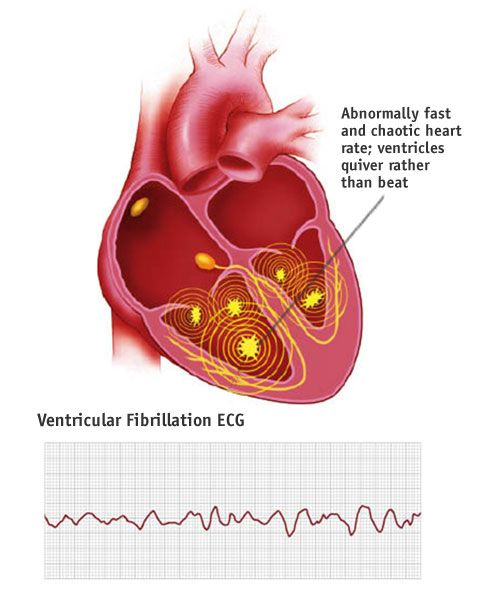 Abnormally fast
and chaotic heart
rate; ventricles
quiver rather
than beat
Ventricular Fibrillation ECG